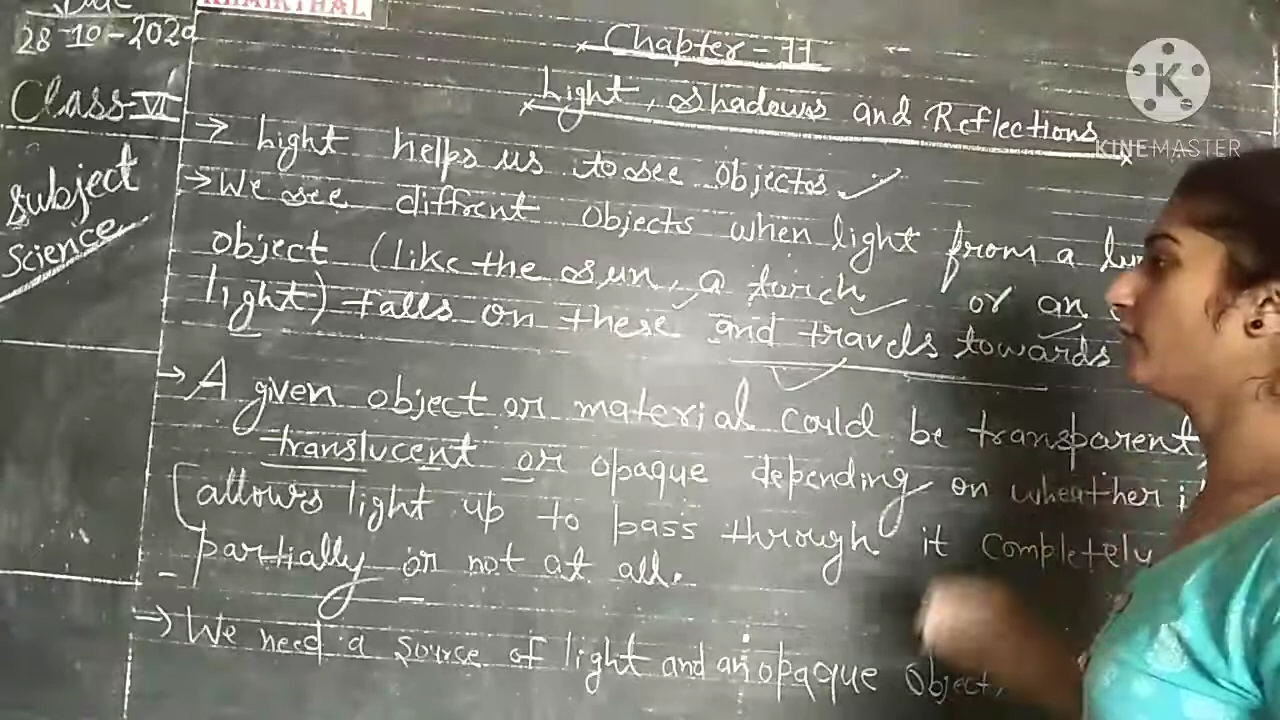 Date
28-10-2020
KHAIRTHAL
Class-VI
Subject
Science
Chapter-11
Light, Shadows and Reflections
K
KINEMASTER
→ Light helps us to see objects.
→ We see diffrent objects when light from a
object (like the sun, a torch or an
light) falls on these and travels towards
→ A given object or material could be transparent,
translucent or opaque depending on wheather it
allows light up to pass through it completely
partially or not at all.
→ We need a source of light and an opaque object,